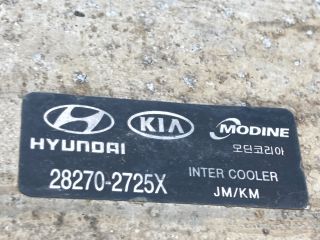 HYUNDAI KIA MODINE
모딘코리아
28270-2725X INTER COOLER
JM/KM